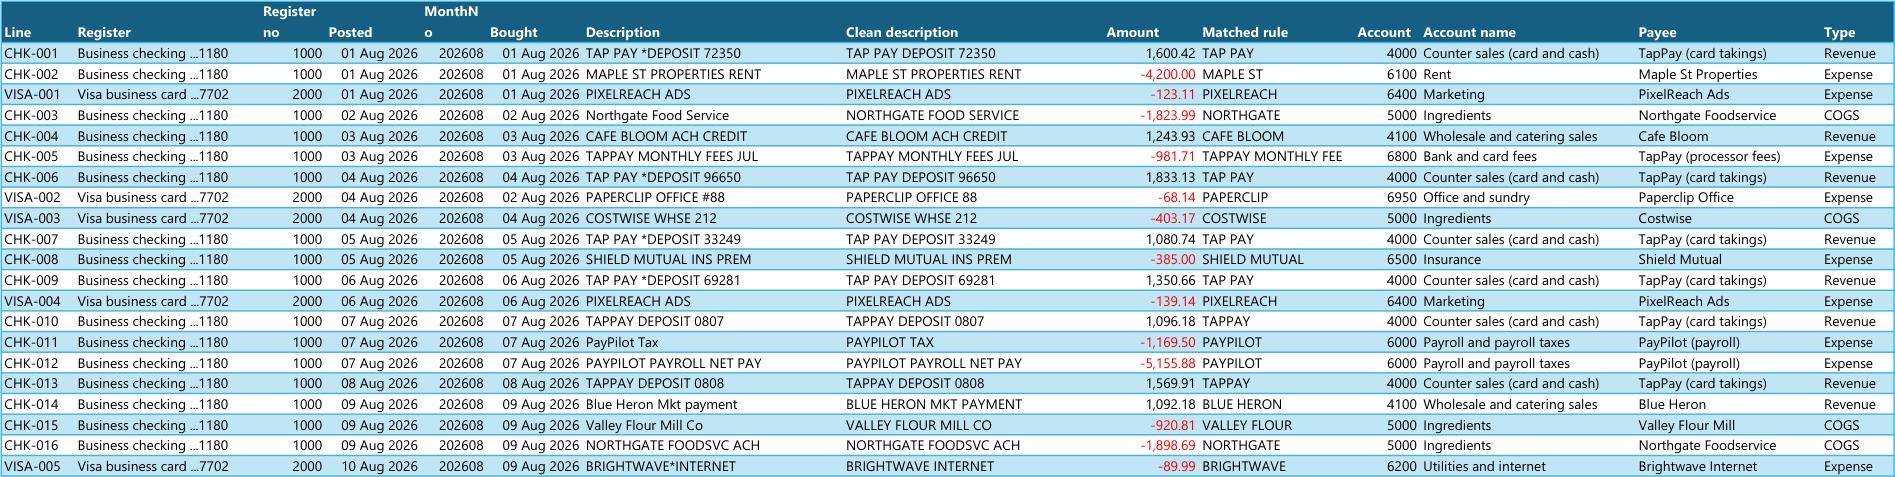 Line Register Register no Posted MonthNo Bought Description Clean description Amount Matched rule Account Account name Payee Type
CHK-001 Business checking ...1180 1000 01 Aug 2026 202608 01 Aug 2026 TAP PAY *DEPOSIT 72350 TAP PAY DEPOSIT 72350 1,600.42 TAP PAY 4000 Counter sales (card and cash) TapPay (card takings) Revenue
CHK-002 Business checking ...1180 1000 01 Aug 2026 202608 01 Aug 2026 MAPLE ST PROPERTIES RENT MAPLE ST PROPERTIES RENT -4,200.00 MAPLE ST 6100 Rent Maple St Properties Expense
VISA-001 Visa business card ...7702 2000 01 Aug 2026 202608 01 Aug 2026 PIXELREACH ADS PIXELREACH ADS -123.11 PIXELREACH 6400 Marketing PixelReach Ads Expense
CHK-003 Business checking ...1180 1000 02 Aug 2026 202608 02 Aug 2026 Northgate Food Service NORTHGATE FOOD SERVICE -1,823.99 NORTHGATE 5000 Ingredients Northgate Foodservice COGS
CHK-004 Business checking ...1180 1000 03 Aug 2026 202608 03 Aug 2026 CAFE BLOOM ACH CREDIT CAFE BLOOM ACH CREDIT 1,243.93 CAFE BLOOM 4100 Wholesale and catering sales Cafe Bloom Revenue
CHK-005 Business checking ...1180 1000 03 Aug 2026 202608 03 Aug 2026 TAPPAY MONTHLY FEES JUL TAPPAY MONTHLY FEES JUL -981.71 TAPPAY MONTHLY FEE 6800 Bank and card fees TapPay (processor fees) Expense
CHK-006 Business checking ...1180 1000 04 Aug 2026 202608 04 Aug 2026 TAP PAY *DEPOSIT 96650 TAP PAY DEPOSIT 96650 1,833.13 TAP PAY 4000 Counter sales (card and cash) TapPay (card takings) Revenue
VISA-002 Visa business card ...7702 2000 04 Aug 2026 202608 02 Aug 2026 PAPERCLIP OFFICE #88 PAPERCLIP OFFICE 88 -68.14 PAPERCLIP 6950 Office and sundry Paperclip Office Expense
VISA-003 Visa business card ...7702 2000 04 Aug 2026 202608 04 Aug 2026 COSTWISE WHSE 212 COSTWISE WHSE 212 -403.17 COSTWISE 5000 Ingredients Costwise COGS
CHK-007 Business checking ...1180 1000 05 Aug 2026 202608 05 Aug 2026 TAP PAY *DEPOSIT 33249 TAP PAY DEPOSIT 33249 1,080.74 TAP PAY 4000 Counter sales (card and cash) TapPay (card takings) Revenue
CHK-008 Business checking ...1180 1000 05 Aug 2026 202608 05 Aug 2026 SHIELD MUTUAL INS PREM SHIELD MUTUAL INS PREM -385.00 SHIELD MUTUAL 6500 Insurance Shield Mutual Expense
CHK-009 Business checking ...1180 1000 06 Aug 2026 202608 06 Aug 2026 TAP PAY *DEPOSIT 69281 TAP PAY DEPOSIT 69281 1,350.66 TAP PAY 4000 Counter sales (card and cash) TapPay (card takings) Revenue
VISA-004 Visa business card ...7702 2000 06 Aug 2026 202608 06 Aug 2026 PIXELREACH ADS PIXELREACH ADS -139.14 PIXELREACH 6400 Marketing PixelReach Ads Expense
CHK-010 Business checking ...1180 1000 07 Aug 2026 202608 07 Aug 2026 TAPPAY DEPOSIT 0807 TAPPAY DEPOSIT 0807 1,096.18 TAPPAY 4000 Counter sales (card and cash) TapPay (card takings) Revenue
CHK-011 Business checking ...1180 1000 07 Aug 2026 202608 07 Aug 2026 PayPilot Tax PAYPILOT TAX -1,169.50 PAYPILOT 6000 Payroll and payroll taxes PayPilot (payroll) Expense
CHK-012 Business checking ...1180 1000 07 Aug 2026 202608 07 Aug 2026 PAYPILOT PAYROLL NET PAY PAYPILOT PAYROLL NET PAY -5,155.88 PAYPILOT 6000 Payroll and payroll taxes PayPilot (payroll) Expense
CHK-013 Business checking ...1180 1000 08 Aug 2026 202608 08 Aug 2026 TAPPAY DEPOSIT 0808 TAPPAY DEPOSIT 0808 1,569.91 TAPPAY 4000 Counter sales (card and cash) TapPay (card takings) Revenue
CHK-014 Business checking ...1180 1000 09 Aug 2026 202608 09 Aug 2026 Blue Heron Mkt payment BLUE HERON MKT PAYMENT 1,092.18 BLUE HERON 4100 Wholesale and catering sales Blue Heron Revenue
CHK-015 Business checking ...1180 1000 09 Aug 2026 202608 09 Aug 2026 Valley Flour Mill Co VALLEY FLOUR MILL CO -920.81 VALLEY FLOUR 5000 Ingredients Valley Flour Mill COGS
CHK-016 Business checking ...1180 1000 09 Aug 2026 202608 09 Aug 2026 NORTHGATE FOODSVC ACH NORTHGATE FOODSVC ACH -1,898.69 NORTHGATE 5000 Ingredients Northgate Foodservice COGS
VISA-005 Visa business card ...7702 2000 10 Aug 2026 202608 09 Aug 2026 BRIGHTWAVE*INTERNET BRIGHTWAVE INTERNET -89.99 BRIGHTWAVE 6200 Utilities and internet Brightwave Internet Expense